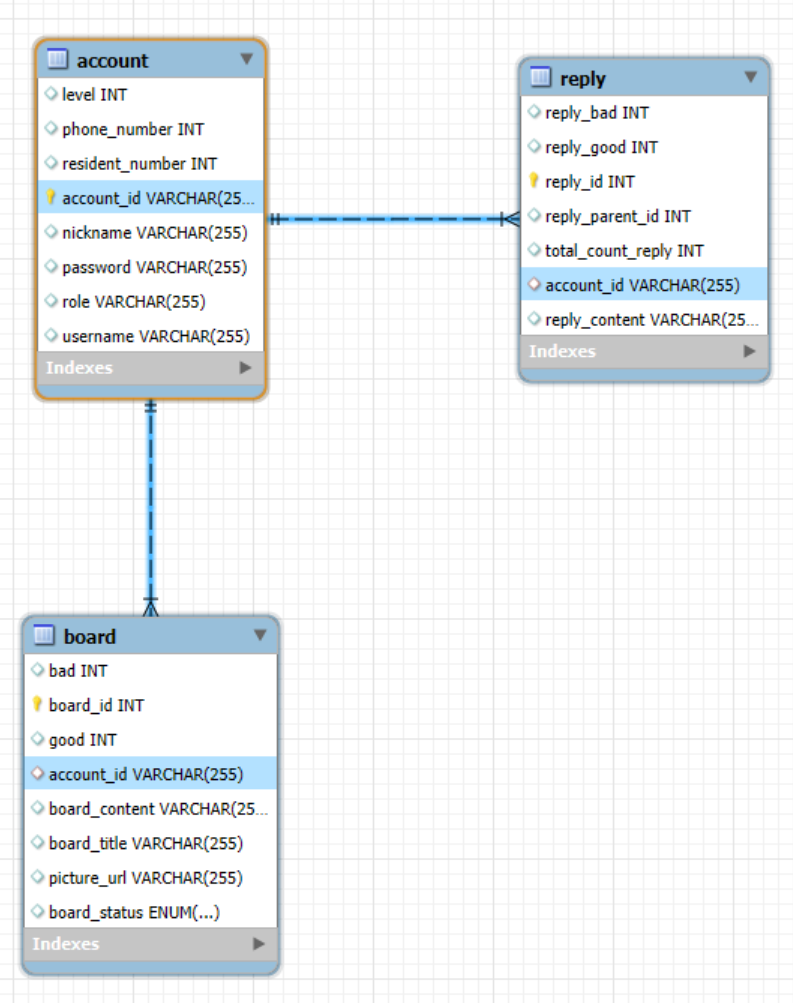 account
level INT
phone_number INT
resident_number INT
account_id VARCHAR(25...
nickname VARCHAR(255)
password VARCHAR(255)
role VARCHAR(255)
username VARCHAR(255)
Indexes
reply
reply_bad INT
reply_good INT
reply_id INT
reply_parent_id INT
total_count_reply INT
account_id VARCHAR(255)
reply_content VARCHAR(25...
Indexes
board
bad INT
board_id INT
good INT
account_id VARCHAR(255)
board_content VARCHAR(25...
board_title VARCHAR(255)
picture_url VARCHAR(255)
board_status ENUM(...)
Indexes